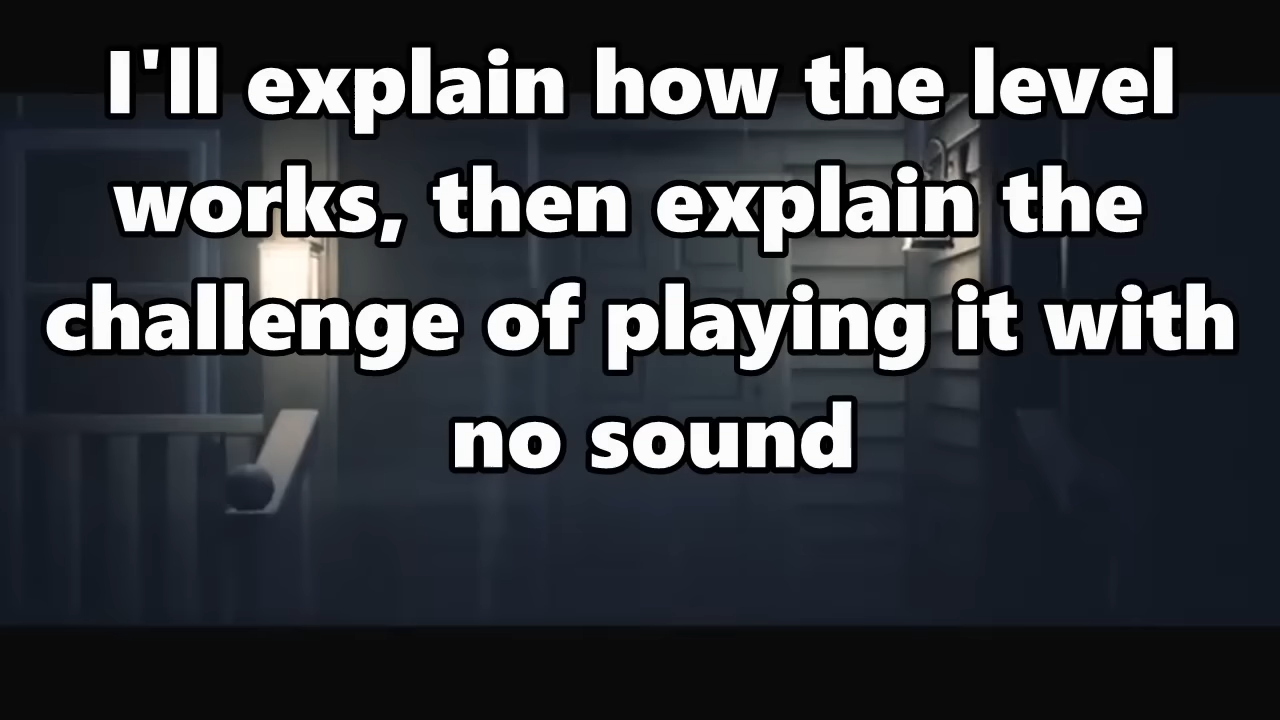 I'll explain how the level
works, then explain the
challenge of playing it with
no sound